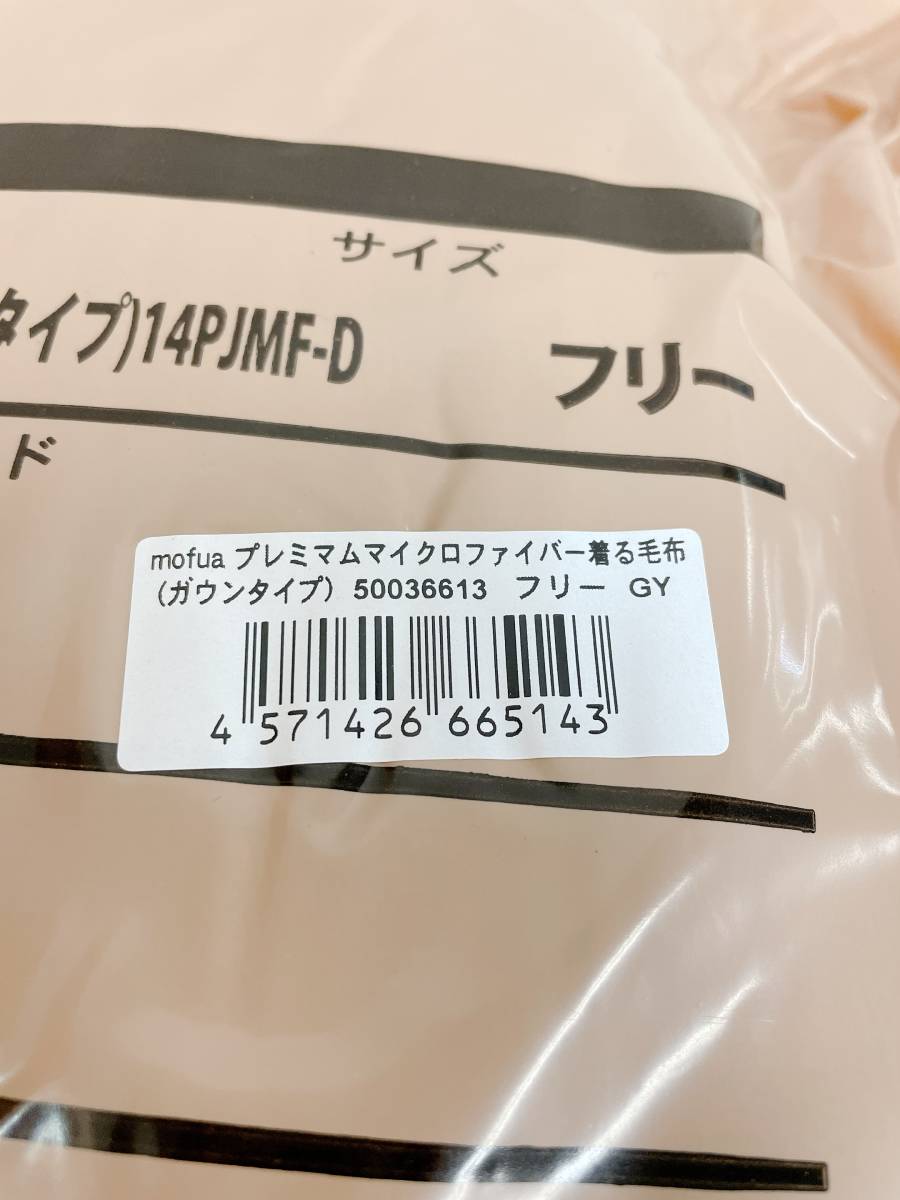 サイズ
タイプ)14PJMF-D フリー
ド
mofua プレミマムマイクロファイバー着る毛布
(ガウンタイプ) 50036613 フリー GY
4 571426 665143